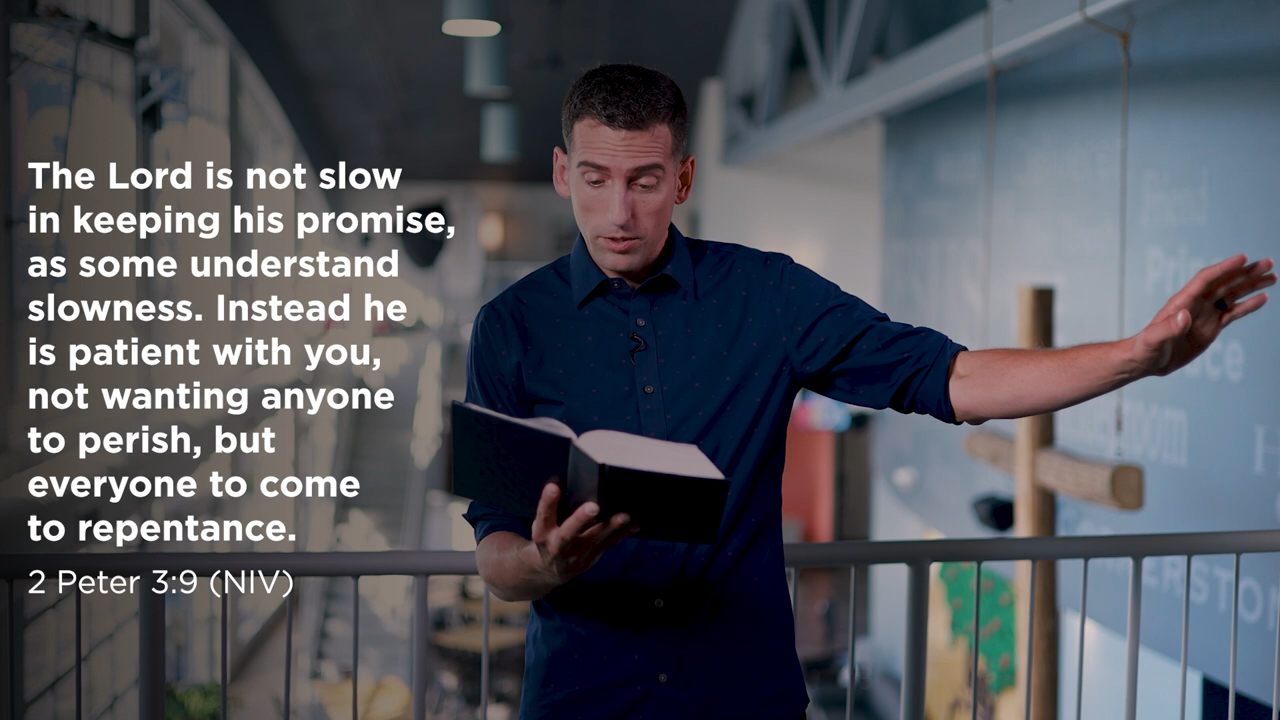 The Lord is not slow
in keeping his promise,
as some understand
slowness. Instead he
is patient with you,
not wanting anyone
to perish, but
everyone to come
to repentance.
2 Peter 3:9 (NIV)